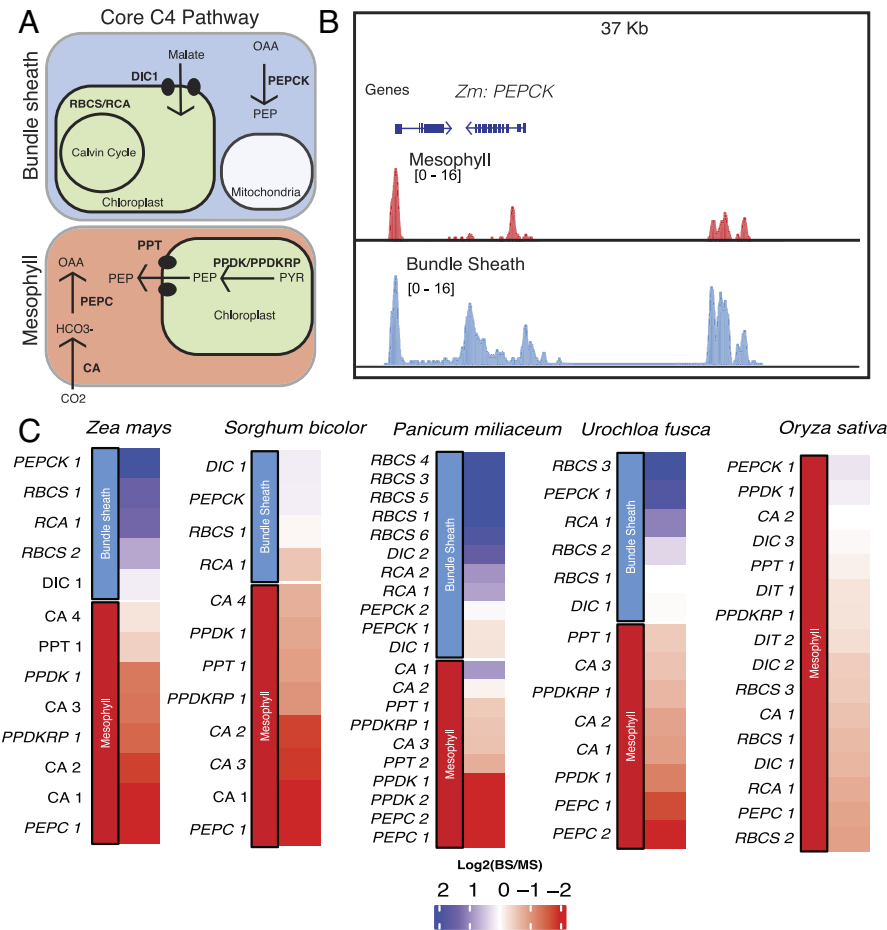 A
Core C4 Pathway
Bundle sheath
Malate
OAA
DIC1
PEPCK
RBCS/RCA
PEP
Calvin Cycle
Mitochondria
Chloroplast
Mesophyll
PPT
OAA
PPDK/PPDKRP
PEP
PEP
PYR
PEPC
Chloroplast
HCO3-
CA
CO2
B
37 Kb
Genes
Zm: PEPCK
Mesophyll
[0 - 16]
Bundle Sheath
[0 - 16]
C
Zea mays
PEPCK 1
RBCS 1
RCA 1
RBCS 2
DIC 1
Bundle Sheath
CA 4
PPT 1
PPDK 1
CA 3
PPDKRP 1
CA 2
CA 1
PEPC 1
Mesophyll
Sorghum bicolor
DIC 1
PEPCK
RBCS 1
RCA 1
Bundle Sheath
CA 4
PPDK 1
PPT 1
PPDKRP 1
CA 2
CA 3
CA 1
PEPC 1
Mesophyll
Panicum miliaceum
RBCS 4
RBCS 3
RBCS 5
RBCS 1
RBCS 6
DIC 2
RCA 2
RCA 1
PEPCK 2
PEPCK 1
DIC 1
Bundle Sheath
CA 1
CA 2
PPT 1
PPDKRP 1
CA 3
PPT 2
PPDK 1
PPDK 2
PEPC 2
PEPC 1
Mesophyll
Urochloa fusca
RBCS 3
PEPCK 1
RCA 1
RBCS 2
RBCS 1
DIC 1
Bundle Sheath
PPT 1
CA 3
PPDKRP 1
CA 2
CA 1
PPDK 1
PEPC 1
PEPC 2
Mesophyll
Oryza sativa
PEPCK 1
PPDK 1
CA 2
DIC 3
PPT 1
DIT 1
PPDKRP 1
DIT 2
DIC 2
RBCS 3
CA 1
RBCS 1
DIC 1
RCA 1
PEPC 1
RBCS 2
Mesophyll
Log2(BS/MS)
2 1 0 −1 −2